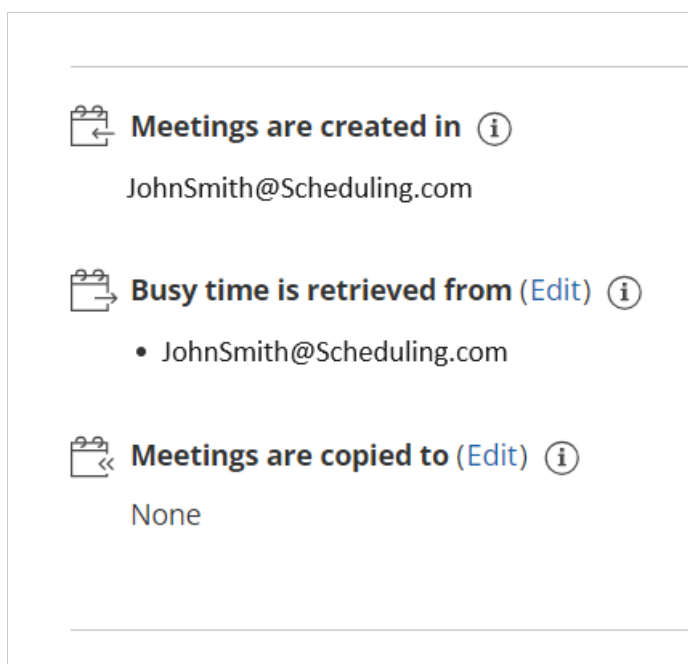 Meetings are created in
JohnSmith@Scheduling.com
Busy time is retrieved from (Edit)
• JohnSmith@Scheduling.com
Meetings are copied to (Edit)
None